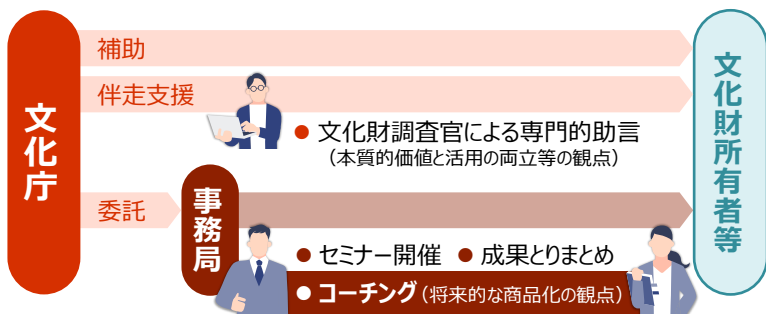 文化庁
補助
伴走支援
● 文化財調査官による専門的助言
（本質的価値と活用の両立等の観点）
委託
事務局
● セミナー開催 ● 成果とりまとめ
● コーチング（将来的な商品化の観点）
文化財所有者等